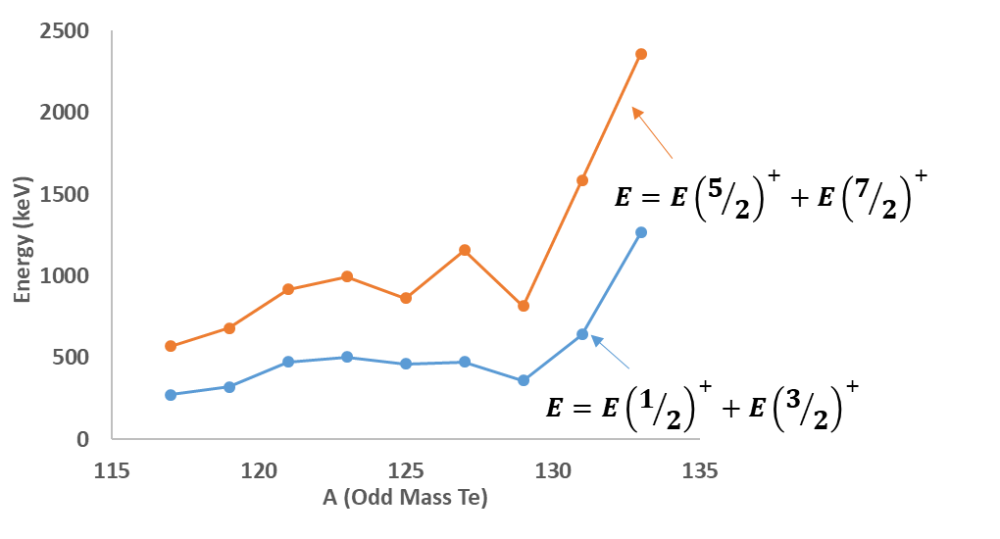 2500
2000
1500
1000
500
0
Energy (keV)
E = E(5/2)⁺ + E(7/2)⁺
E = E(1/2)⁺ + E(3/2)⁺
115 120 125 130 135
A (Odd Mass Te)